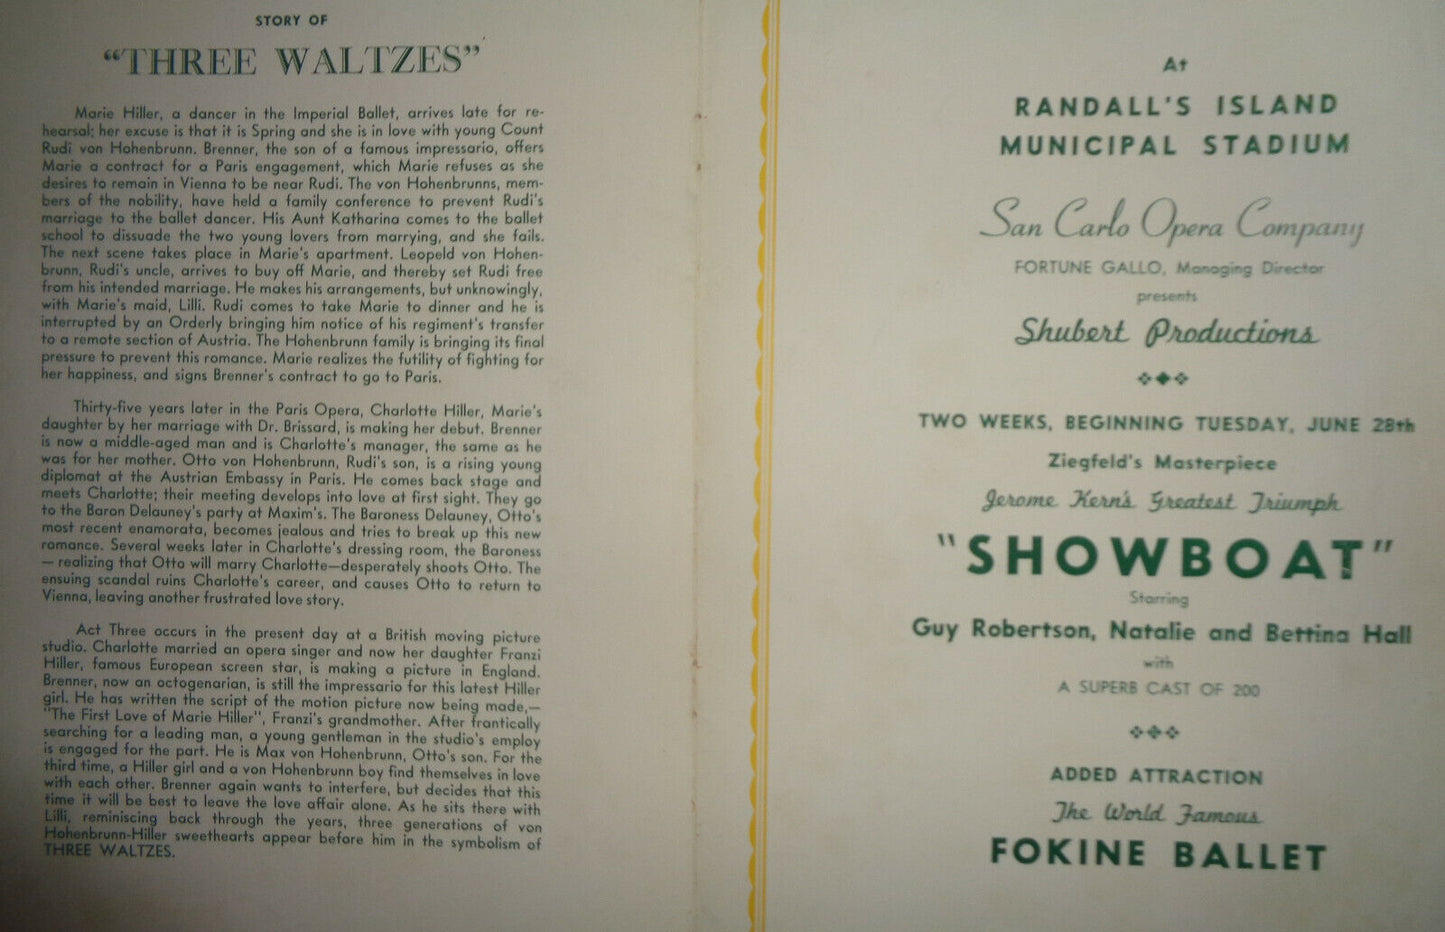 STORY OF
"THREE WALTZES"
Marie Hiller, a dancer in the Imperial Ballet, arrives late for re-
hearsal; her excuse is that it is Spring and she is in love with young Count
Rudi von Hohenbrunn. Brenner, the son of a famous impressario, offers
Marie a contract for a Paris engagement, which Marie refuses as she
desires to remain in Vienna to be near Rudi. The von Hohenbrunns, mem-
bers of the nobility, have held a family conference to prevent Rudi's
marriage to the ballet dancer. His Aunt Katharina comes to the ballet
school to dissuade the two young lovers from marrying, and she fails.
The next scene takes place in Marie's apartment. Leopeld von Hohen-
brunn, Rudi's uncle, arrives to buy off Marie, and thereby set Rudi free
from his intended marriage. He makes his arrangements, but unknowingly,
with Marie's maid, Lilli. Rudi comes to take Marie to dinner and he is
interrupted by an Orderly bringing him notice of his regiment's transfer
to a remote section of Austria. The Hohenbrunn family is bringing its final
pressure to prevent this romance. Marie realizes the futility of fighting for
her happiness, and signs Brenner's contract to go to Paris.
Thirty-five years later in the Paris Opera, Charlotte Hiller, Marie's
daughter by her marriage with Dr. Brissard, is making her debut. Brenner
is now a middle-aged man and is Charlotte's manager, the same as he
was for her mother. Otto von Hohenbrunn, Rudi's son, is a rising young
diplomat at the Austrian Embassy in Paris. He comes back stage and
meets Charlotte; their meeting develops into love at first sight. They go
to the Baron Delauney's party at Maxim's. The Baroness Delauney, Otto's
most recent enamorata, becomes jealous and tries to break up this new
romance. Several weeks later in Charlotte's dressing room, the Baroness
— realizing that Otto will marry Charlotte—desperately shoots Otto. The
ensuing scandal ruins Charlotte's career, and causes Otto to return to
Vienna, leaving another frustrated love story.
Act Three occurs in the present day at a British moving picture
studio. Charlotte married an opera singer and now her daughter Franzi
Hiller, famous European screen star, is making a picture in England.
Brenner, now an octogenarian, is still the impressario for this latest Hiller
girl. He has written the script of the motion picture now being made,—
"The First Love of Marie Hiller", Franzi's grandmother. After frantically
searching for a leading man, a young gentleman in the studio's employ
is engaged for the part. He is Max von Hohenbrunn, Otto's son. For the
third time, a Hiller girl and a von Hohenbrunn boy find themselves in love
with each other. Brenner again wants to interfere, but decides that this
time it will be best to leave the love affair alone. As he sits there with
Lilli, reminiscing back through the years, three generations of von
Hohenbrunn-Hiller sweethearts appear before him in the symbolism of
THREE WALTZES.
At
RANDALL'S ISLAND
MUNICIPAL STADIUM
San Carlo Opera Company
FORTUNE GALLO, Managing Director
presents
Shubert Productions
TWO WEEKS, BEGINNING TUESDAY, JUNE 28th
Ziegfeld's Masterpiece
Jerome Kern's Greatest Triumph
"SHOWBOAT"
Starring
Guy Robertson, Natalie and Bettina Hall
with
A SUPERB CAST OF 200
ADDED ATTRACTION
The World Famous
FOKINE BALLET